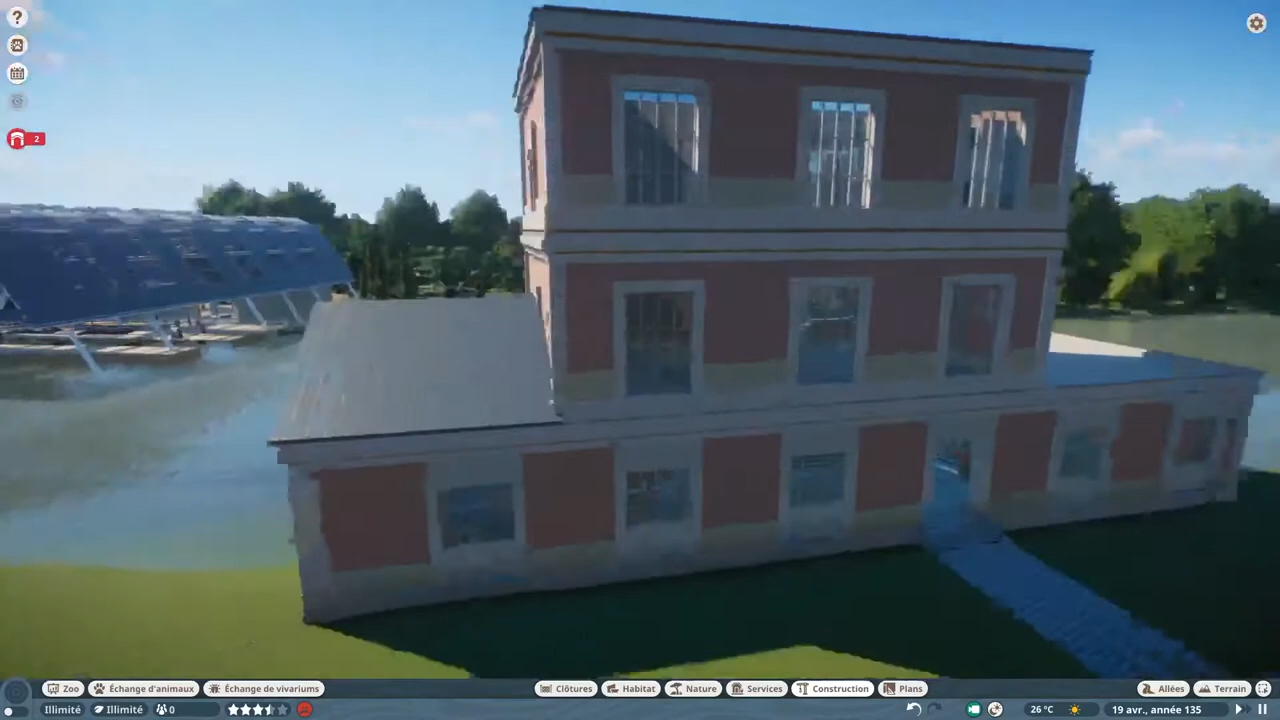 ?
2
Zoo
Échange d'animaux
Échange de vivariums
Clôtures
Habitat
Nature
Services
Construction
Plans
Allées
Terrain
Illimité
Illimité
0
26 °C
19 avr., année 135